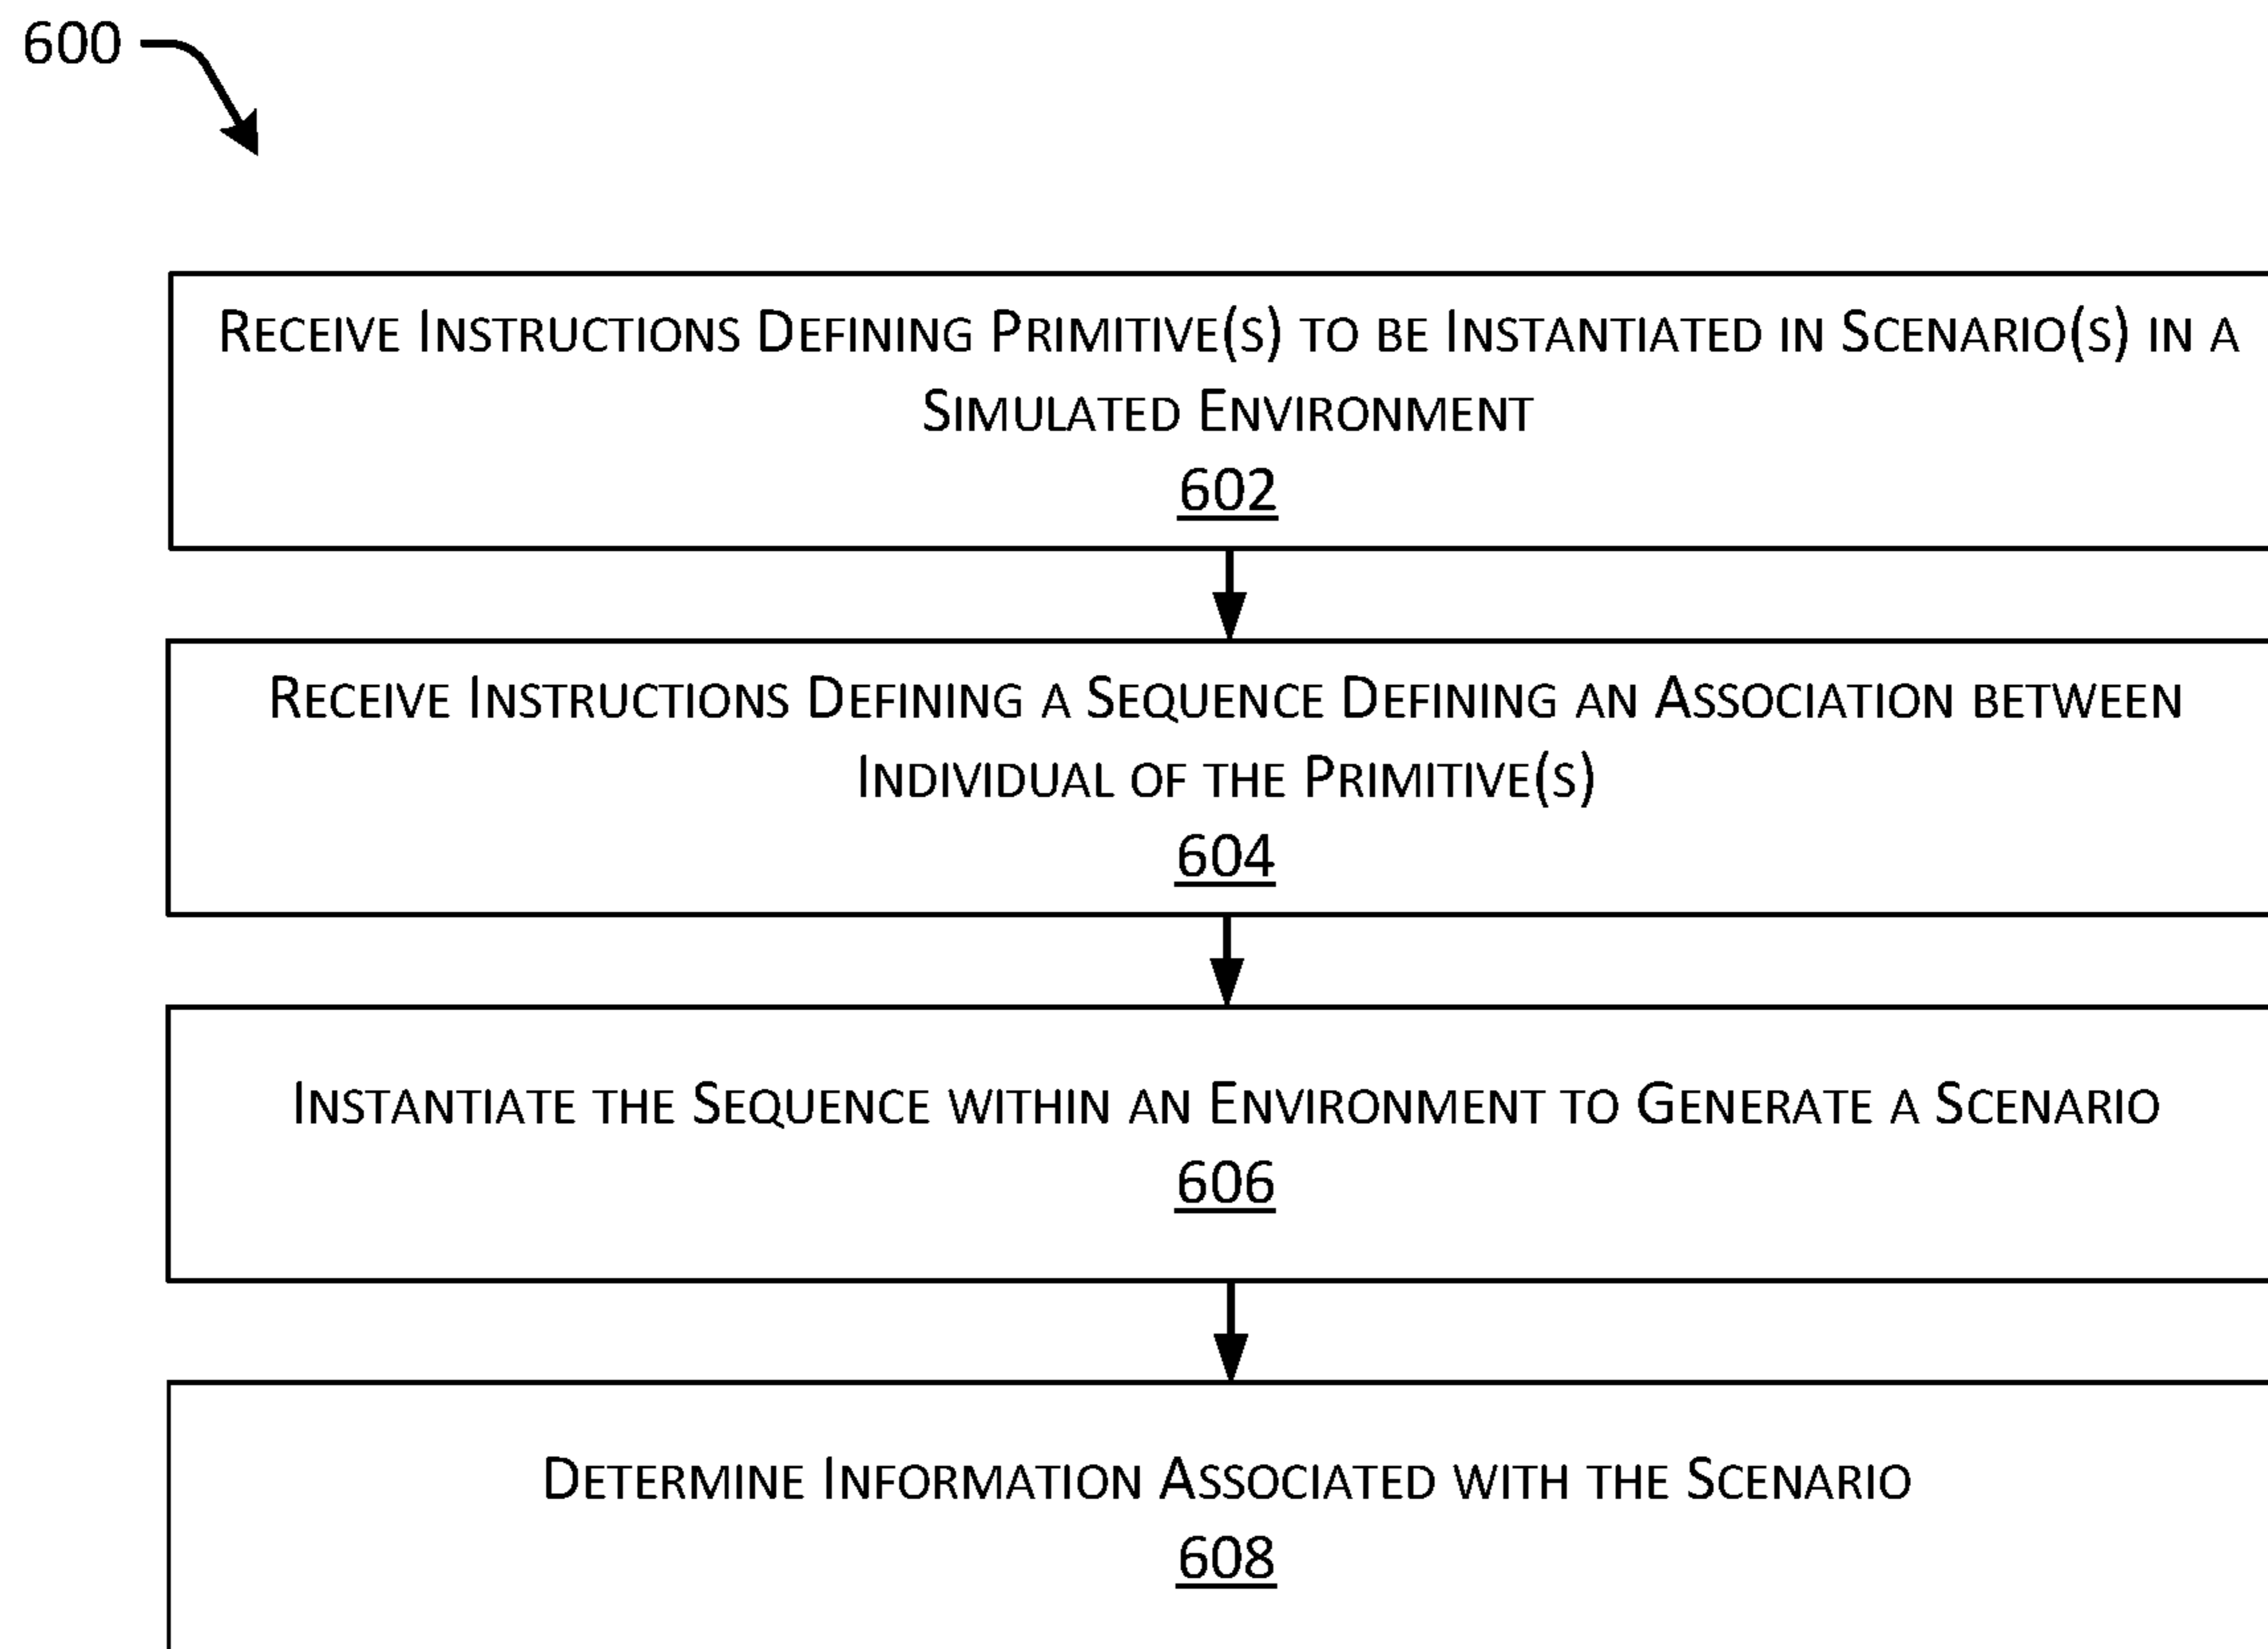 600
Receive Instructions Defining Primitive(s) to be Instantiated in Scenario(s) in a
Simulated Environment
602
Receive Instructions Defining a Sequence Defining an Association between
Individual of the Primitive(s)
604
Instantiate the Sequence within an Environment to Generate a Scenario
606
Determine Information Associated with the Scenario
608